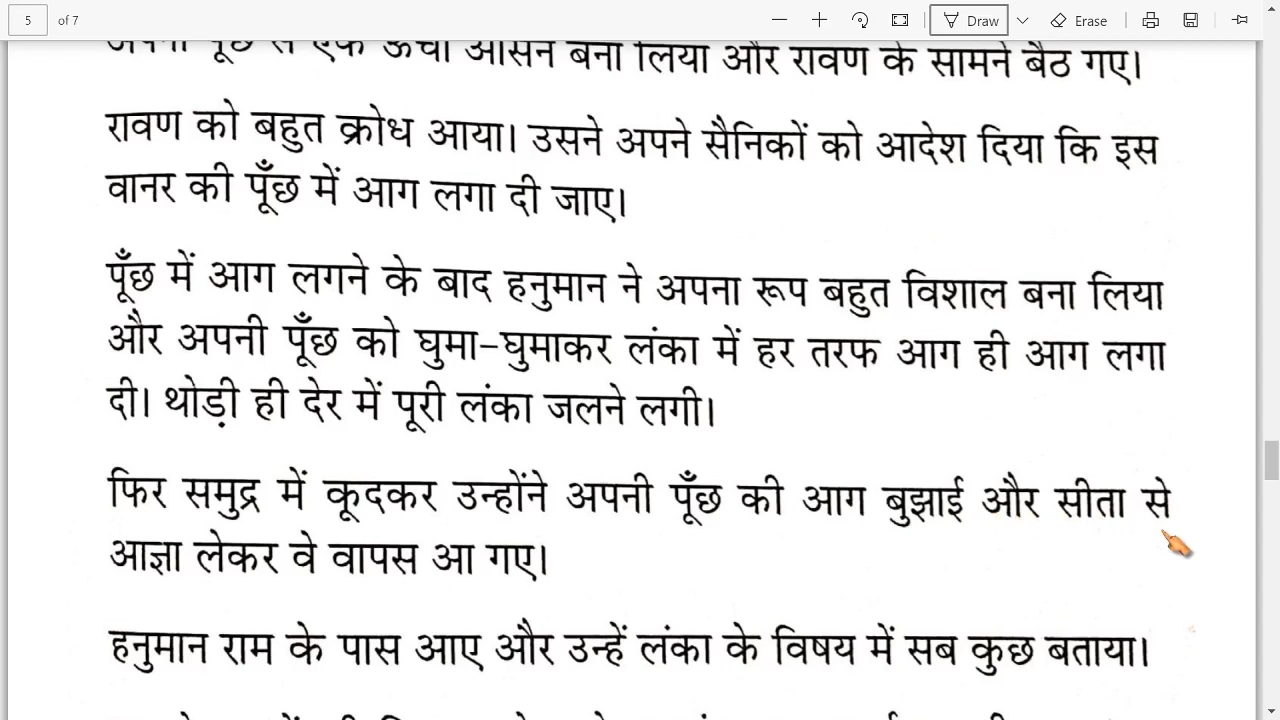 5 of 7
Draw
Erase
अपनी पूँछ से एक ऊँचा आसन बना लिया और रावण के सामने बैठ गए।
रावण को बहुत क्रोध आया। उसने अपने सैनिकों को आदेश दिया कि इस
वानर की पूँछ में आग लगा दी जाए।
पूँछ में आग लगने के बाद हनुमान ने अपना रूप बहुत विशाल बना लिया
और अपनी पूँछ को घुमा-घुमाकर लंका में हर तरफ आग ही आग लगा
दी। थोड़ी ही देर में पूरी लंका जलने लगी।
फिर समुद्र में कूदकर उन्होंने अपनी पूँछ की आग बुझाई और सीता से
आज्ञा लेकर वे वापस आ गए।
हनुमान राम के पास आए और उन्हें लंका के विषय में सब कुछ बताया।